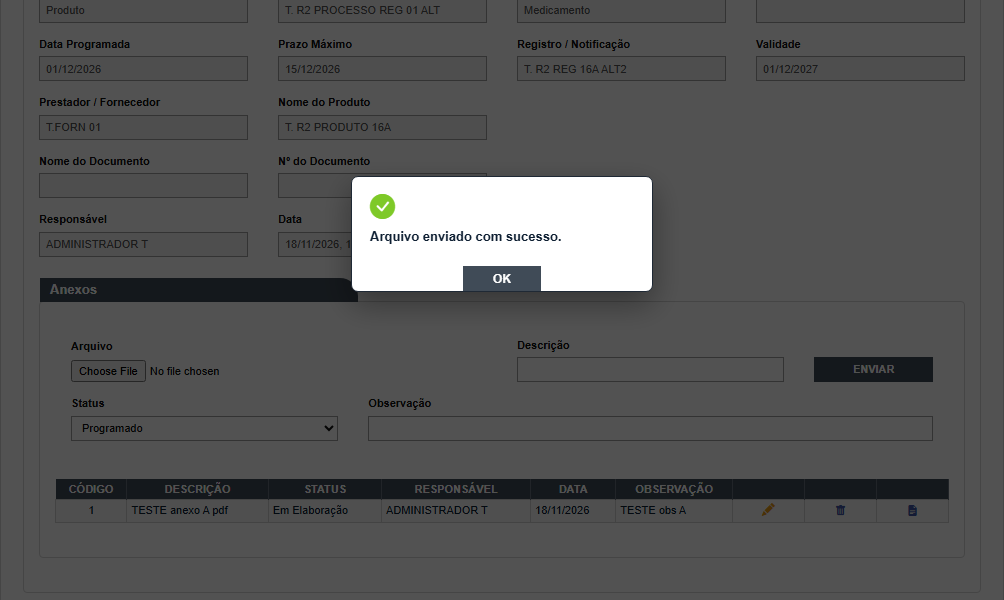 Produto T. R2 PROCESSO REG 01 ALT Medicamento
Data Programada Prazo Máximo Registro / Notificação Validade
01/12/2026 15/12/2026 T. R2 REG 16A ALT2 01/12/2027
Prestador / Fornecedor Nome do Produto
T.FORN 01 T. R2 PRODUTO 16A
Nome do Documento Nº do Documento
Responsável Data
ADMINISTRADOR T 18/11/2026, 1
Arquivo enviado com sucesso.
OK
Anexos
Arquivo Descrição
Choose File No file chosen ENVIAR
Status Observação
Programado
CÓDIGO DESCRIÇÃO STATUS RESPONSÁVEL DATA OBSERVAÇÃO
1 TESTE anexo A pdf Em Elaboração ADMINISTRADOR T 18/11/2026 TESTE obs A